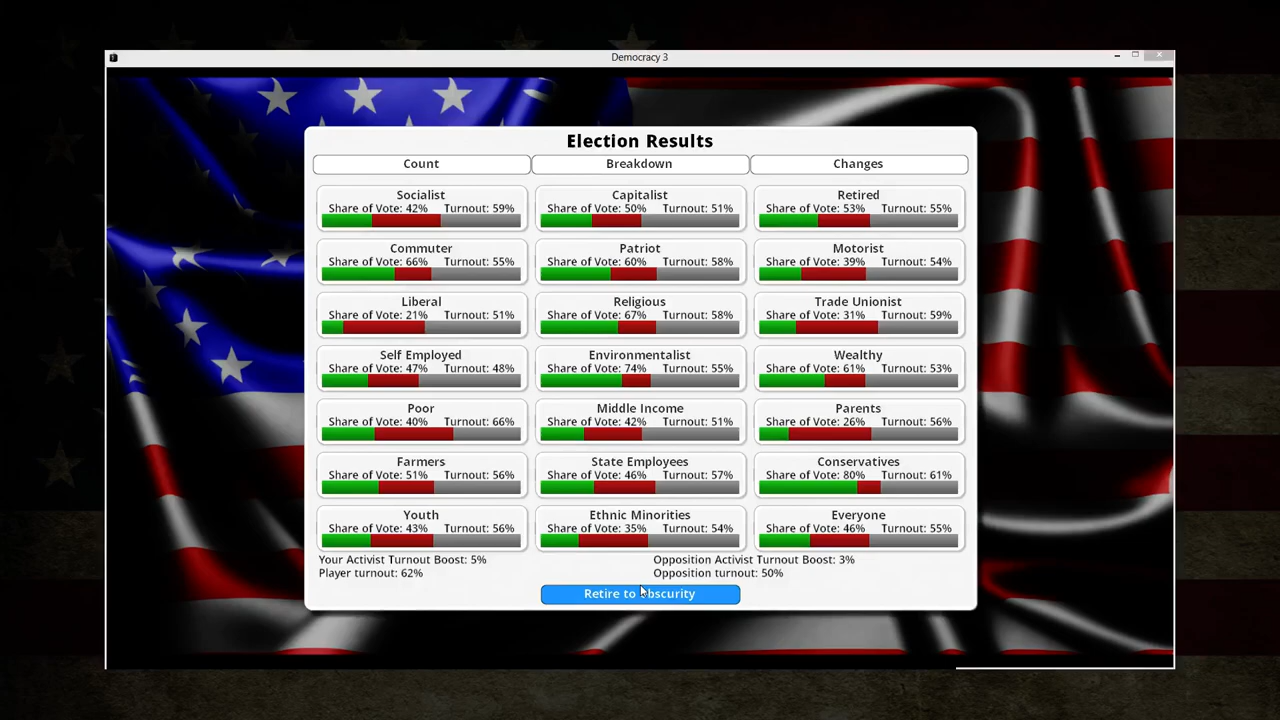 Democracy 3
Election Results
Count Breakdown Changes
Socialist Capitalist Retired
Share of Vote: 42% Turnout: 59% Share of Vote: 50% Turnout: 51% Share of Vote: 53% Turnout: 55%
Commuter Patriot Motorist
Share of Vote: 66% Turnout: 55% Share of Vote: 60% Turnout: 58% Share of Vote: 39% Turnout: 54%
Liberal Religious Trade Unionist
Share of Vote: 21% Turnout: 51% Share of Vote: 67% Turnout: 58% Share of Vote: 31% Turnout: 59%
Self Employed Environmentalist Wealthy
Share of Vote: 47% Turnout: 48% Share of Vote: 74% Turnout: 55% Share of Vote: 61% Turnout: 53%
Poor Middle Income Parents
Share of Vote: 40% Turnout: 66% Share of Vote: 42% Turnout: 51% Share of Vote: 26% Turnout: 56%
Farmers State Employees Conservatives
Share of Vote: 51% Turnout: 56% Share of Vote: 46% Turnout: 57% Share of Vote: 80% Turnout: 61%
Youth Ethnic Minorities Everyone
Share of Vote: 43% Turnout: 56% Share of Vote: 35% Turnout: 54% Share of Vote: 46% Turnout: 55%
Your Activist Turnout Boost: 5% Opposition Activist Turnout Boost: 3%
Player turnout: 62% Opposition turnout: 50%
Retire to obscurity